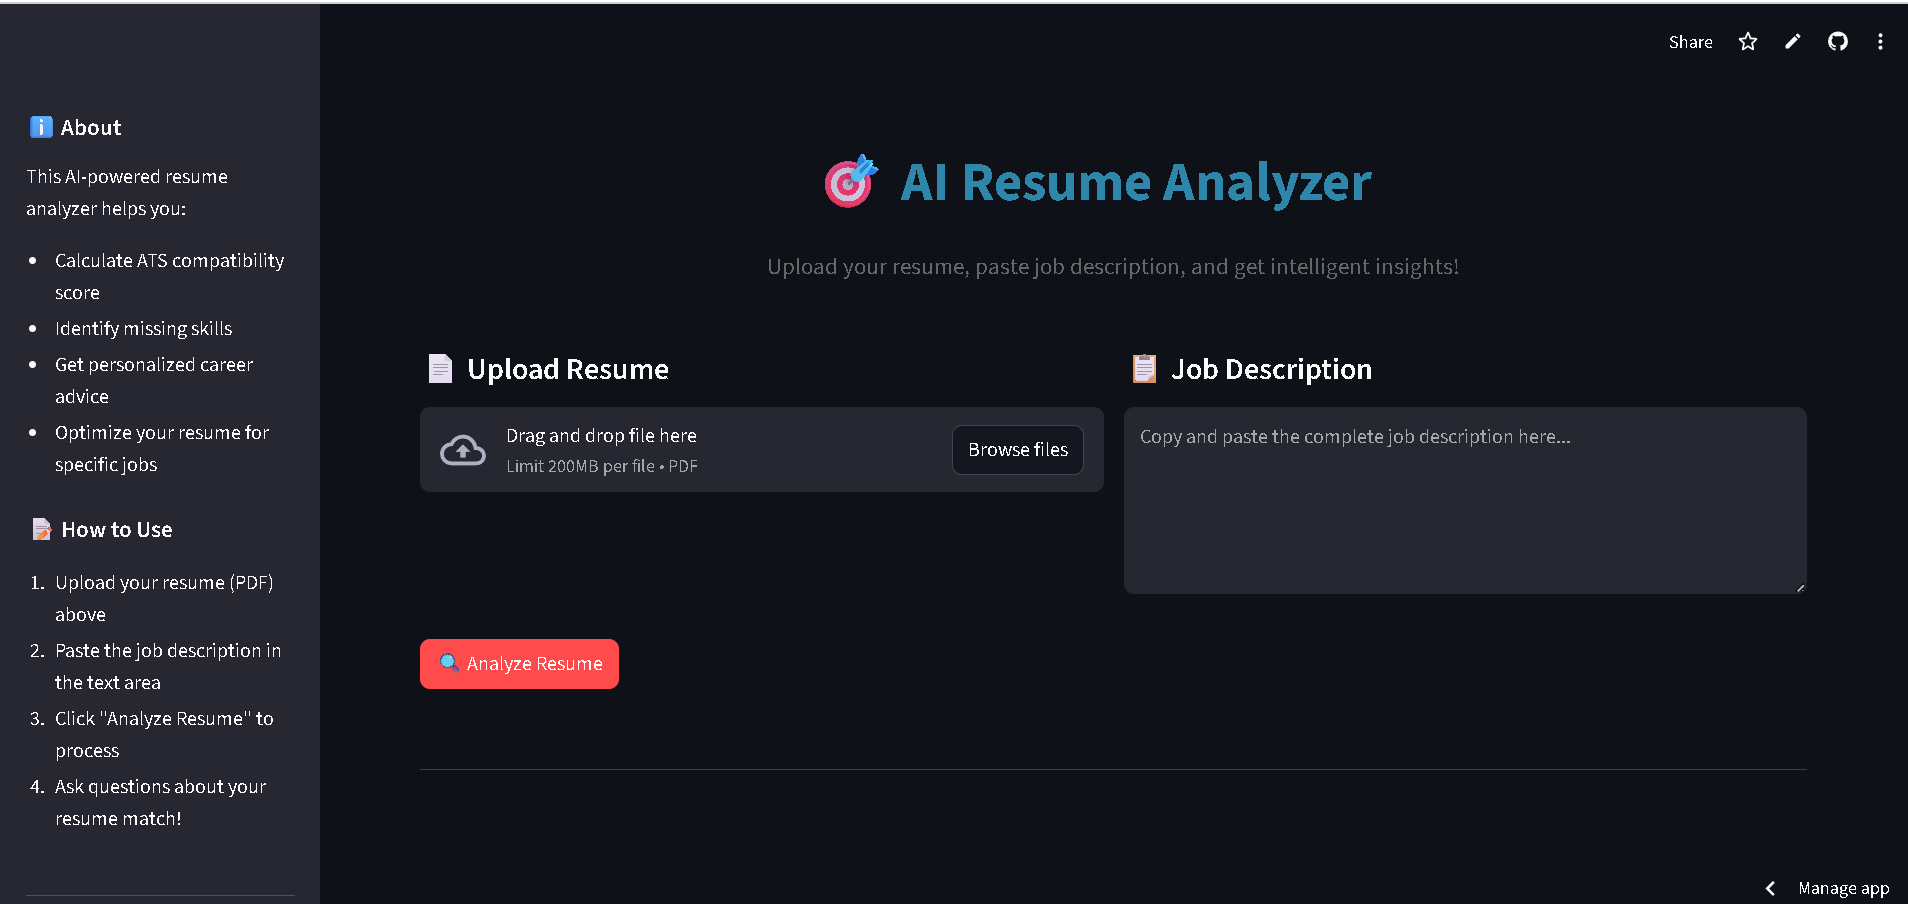 Share
About
This AI-powered resume
analyzer helps you:
Calculate ATS compatibility
score
Identify missing skills
Get personalized career
advice
Optimize your resume for
specific jobs
How to Use
1. Upload your resume (PDF)
above
2. Paste the job description in
the text area
3. Click "Analyze Resume" to
process
4. Ask questions about your
resume match!
AI Resume Analyzer
Upload your resume, paste job description, and get intelligent insights!
Upload Resume
Drag and drop file here
Limit 200MB per file • PDF
Browse files
Job Description
Copy and paste the complete job description here...
Analyze Resume
Manage app